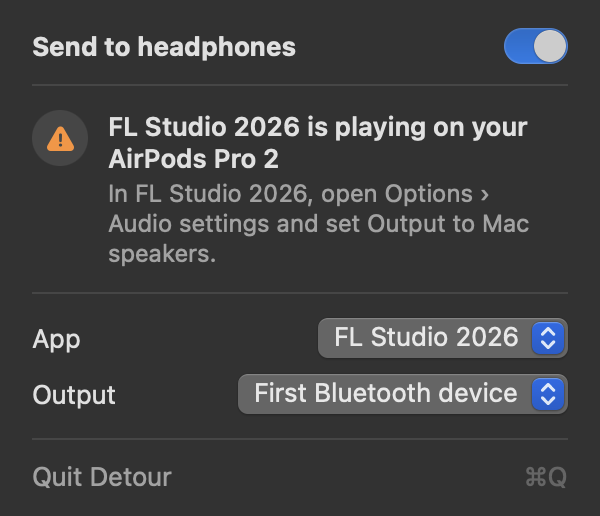 Send to headphones
FL Studio 2026 is playing on your
AirPods Pro 2
In FL Studio 2026, open Options ›
Audio settings and set Output to Mac
speakers.
App
FL Studio 2026
Output
First Bluetooth device
Quit Detour
⌘Q